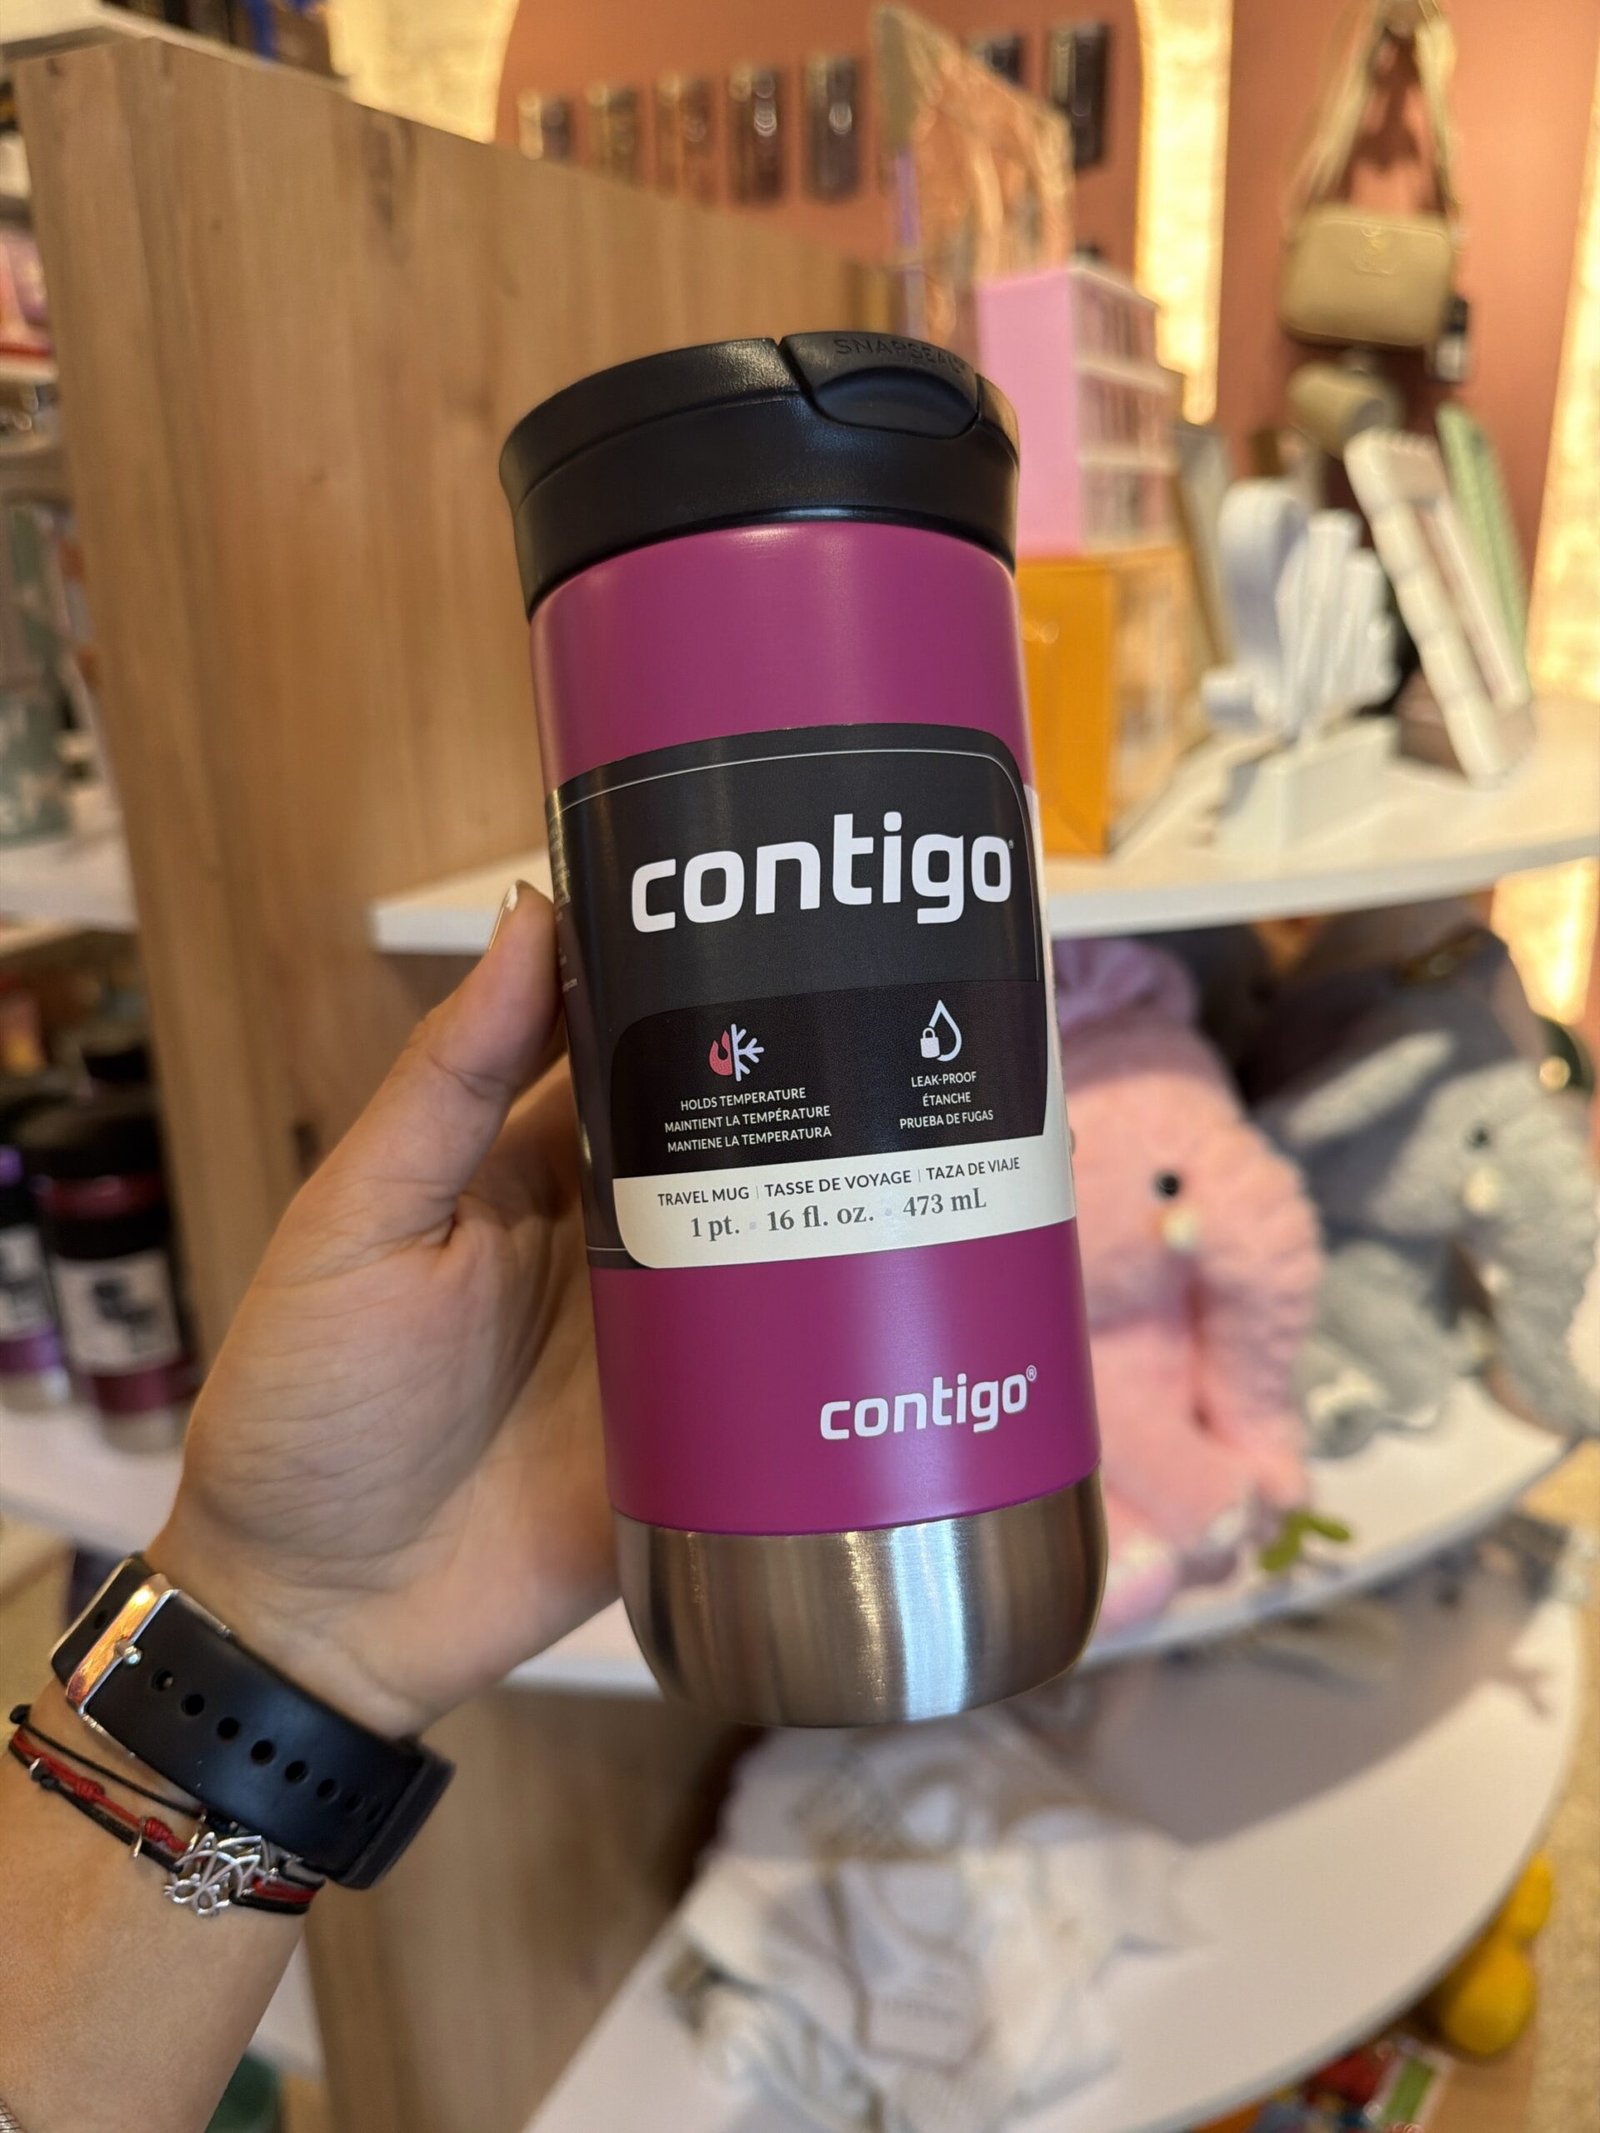 SNAPSEAL
contigo®
HOLDS TEMPERATURE
MAINTIENT LA TEMPÉRATURE
MANTIENE LA TEMPERATURA
LEAK-PROOF
ÉTANCHE
PRUEBA DE FUGAS
TRAVEL MUG | TASSE DE VOYAGE | TAZA DE VIAJE
1 pt. • 16 fl. oz. • 473 mL
contigo®